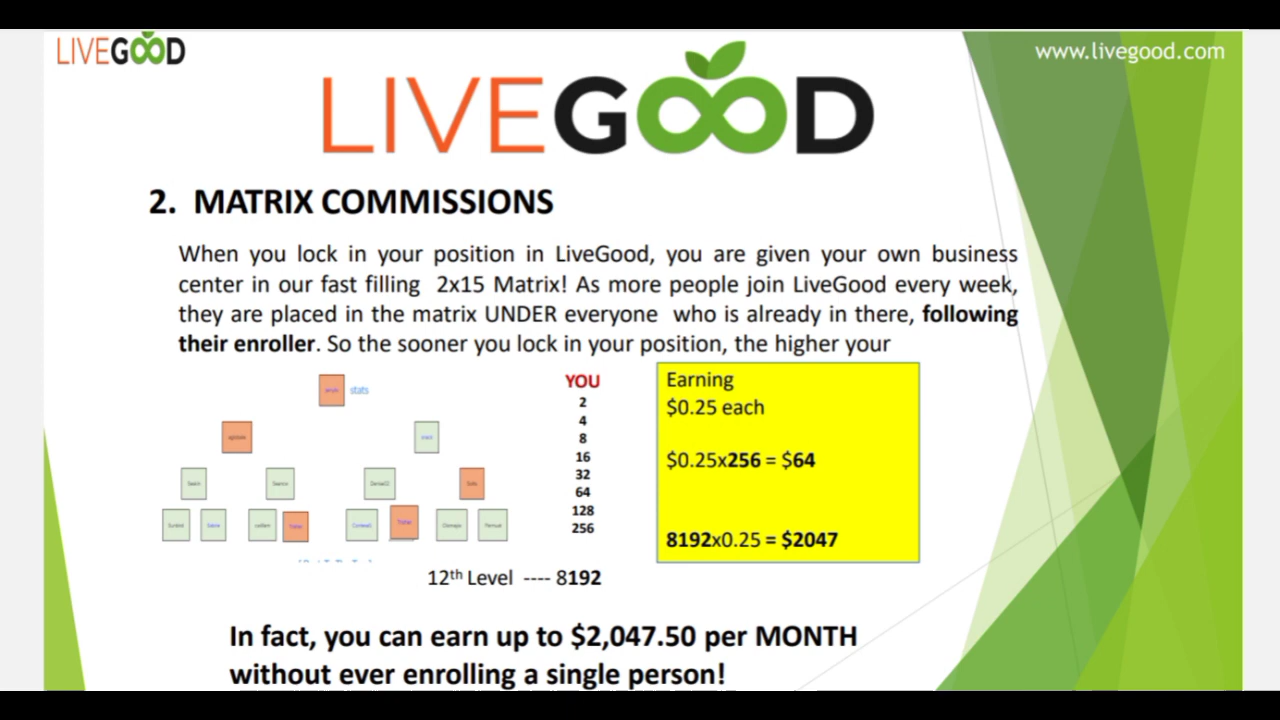 LIVEGOOD
www.livegood.com
LIVEGOOD
2. MATRIX COMMISSIONS
When you lock in your position in LiveGood, you are given your own business
center in our fast filling 2x15 Matrix! As more people join LiveGood every week,
they are placed in the matrix UNDER everyone who is already in there, following
their enroller. So the sooner you lock in your position, the higher your
stats
YOU
2
4
8
16
32
64
128
256
Earning
$0.25 each
$0.25x256 = $64
8192x0.25 = $2047
12th Level ---- 8192
In fact, you can earn up to $2,047.50 per MONTH
without ever enrolling a single person!